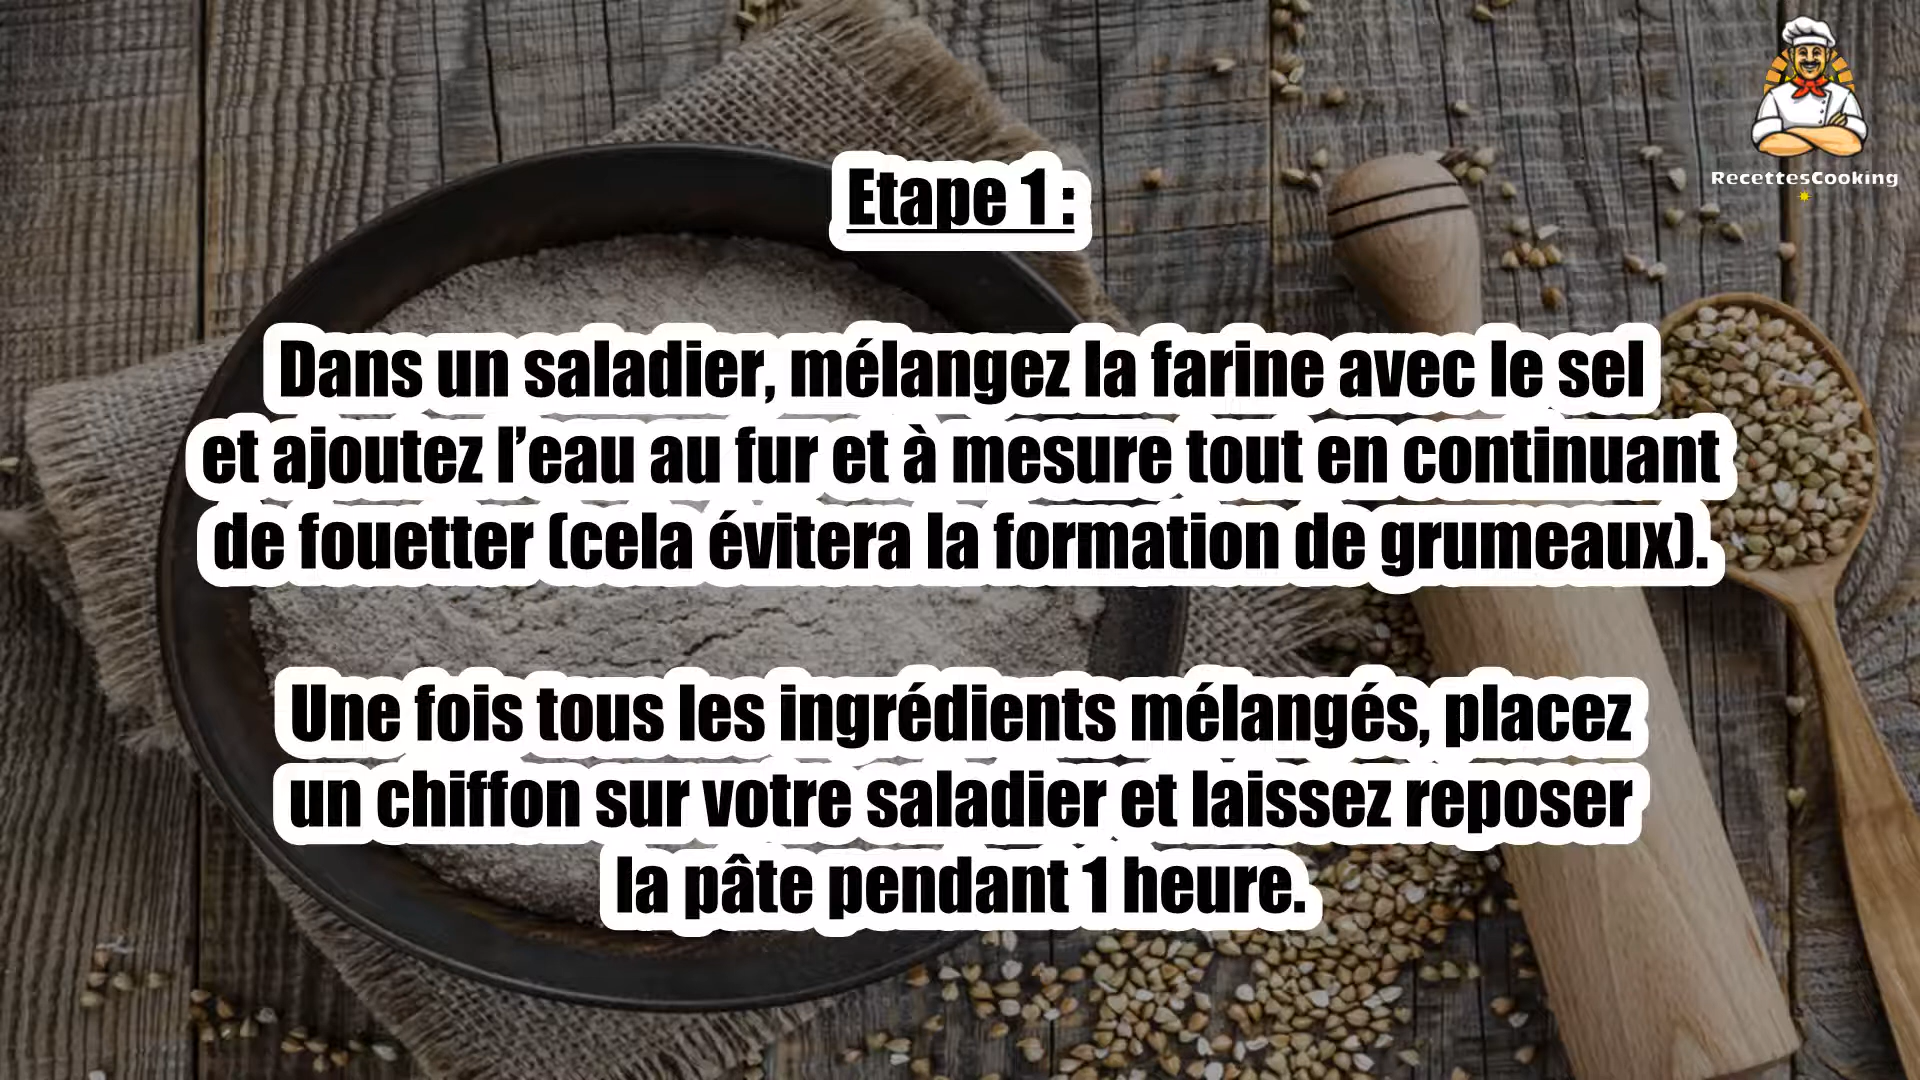 RecettesCooking
Etape 1 :
Dans un saladier, mélangez la farine avec le sel
et ajoutez l’eau au fur et à mesure tout en continuant
de fouetter (cela évitera la formation de grumeaux).
Une fois tous les ingrédients mélangés, placez
un chiffon sur votre saladier et laissez reposer
la pâte pendant 1 heure.